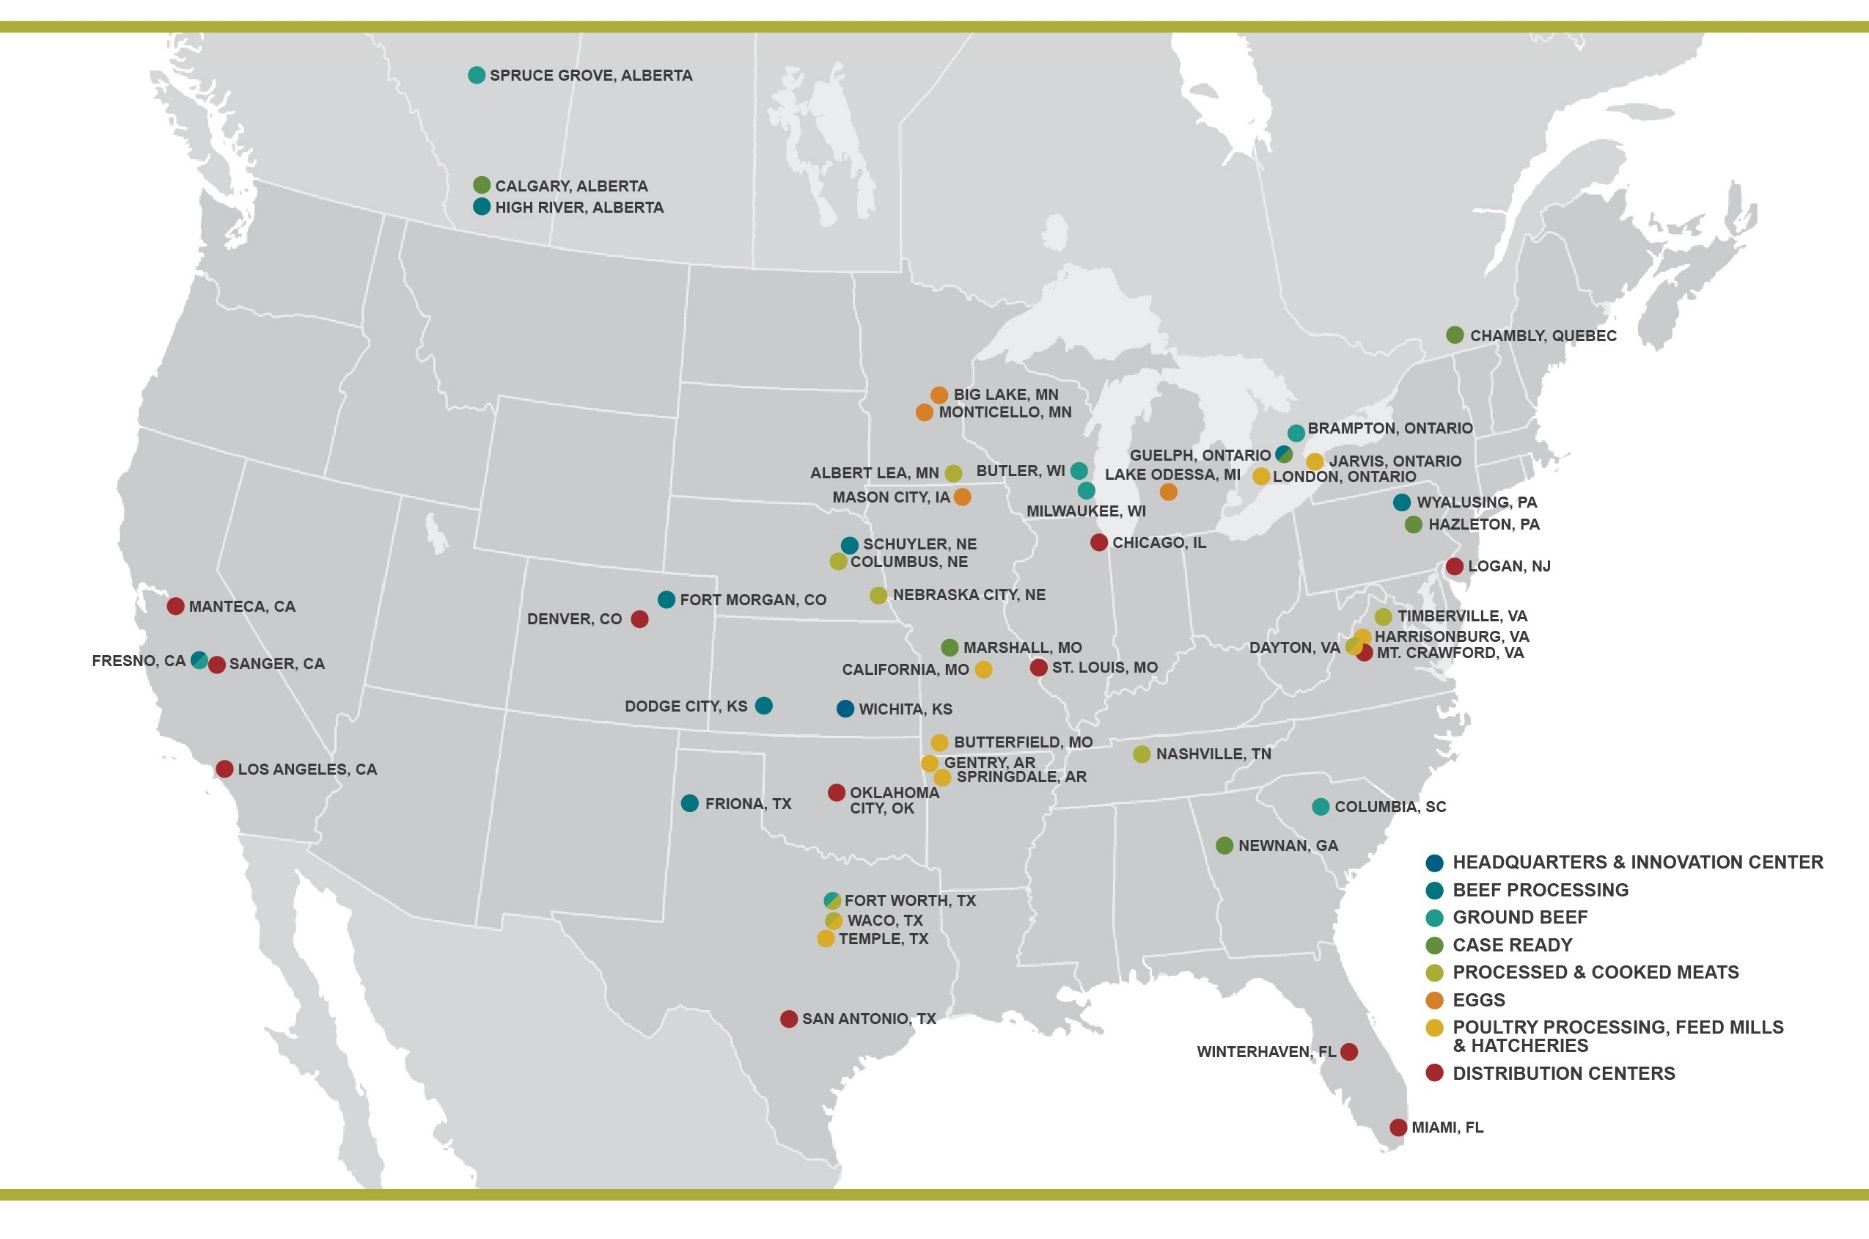 SPRUCE GROVE, ALBERTA
CALGARY, ALBERTA
HIGH RIVER, ALBERTA
CHAMBLY, QUEBEC
BIG LAKE, MN
MONTICELLO, MN
BRAMPTON, ONTARIO
GUELPH, ONTARIO
JARVIS, ONTARIO
ALBERT LEA, MN
BUTLER, WI
LAKE ODESSA, MI
LONDON, ONTARIO
MASON CITY, IA
MILWAUKEE, WI
WYALUSING, PA
HAZLETON, PA
SCHUYLER, NE
CHICAGO, IL
COLUMBUS, NE
LOGAN, NJ
NEBRASKA CITY, NE
MANTECA, CA
FORT MORGAN, CO
DENVER, CO
TIMBERVILLE, VA
HARRISONBURG, VA
DAYTON, VA
MT. CRAWFORD, VA
MARSHALL, MO
FRESNO, CA
SANGER, CA
CALIFORNIA, MO
ST. LOUIS, MO
DODGE CITY, KS
WICHITA, KS
BUTTERFIELD, MO
NASHVILLE, TN
GENTRY, AR
LOS ANGELES, CA
SPRINGDALE, AR
OKLAHOMA
CITY, OK
FRIONA, TX
COLUMBIA, SC
NEWNAN, GA
FORT WORTH, TX
WACO, TX
TEMPLE, TX
SAN ANTONIO, TX
WINTERHAVEN, FL
MIAMI, FL
HEADQUARTERS & INNOVATION CENTER
BEEF PROCESSING
GROUND BEEF
CASE READY
PROCESSED & COOKED MEATS
EGGS
POULTRY PROCESSING, FEED MILLS
& HATCHERIES
DISTRIBUTION CENTERS